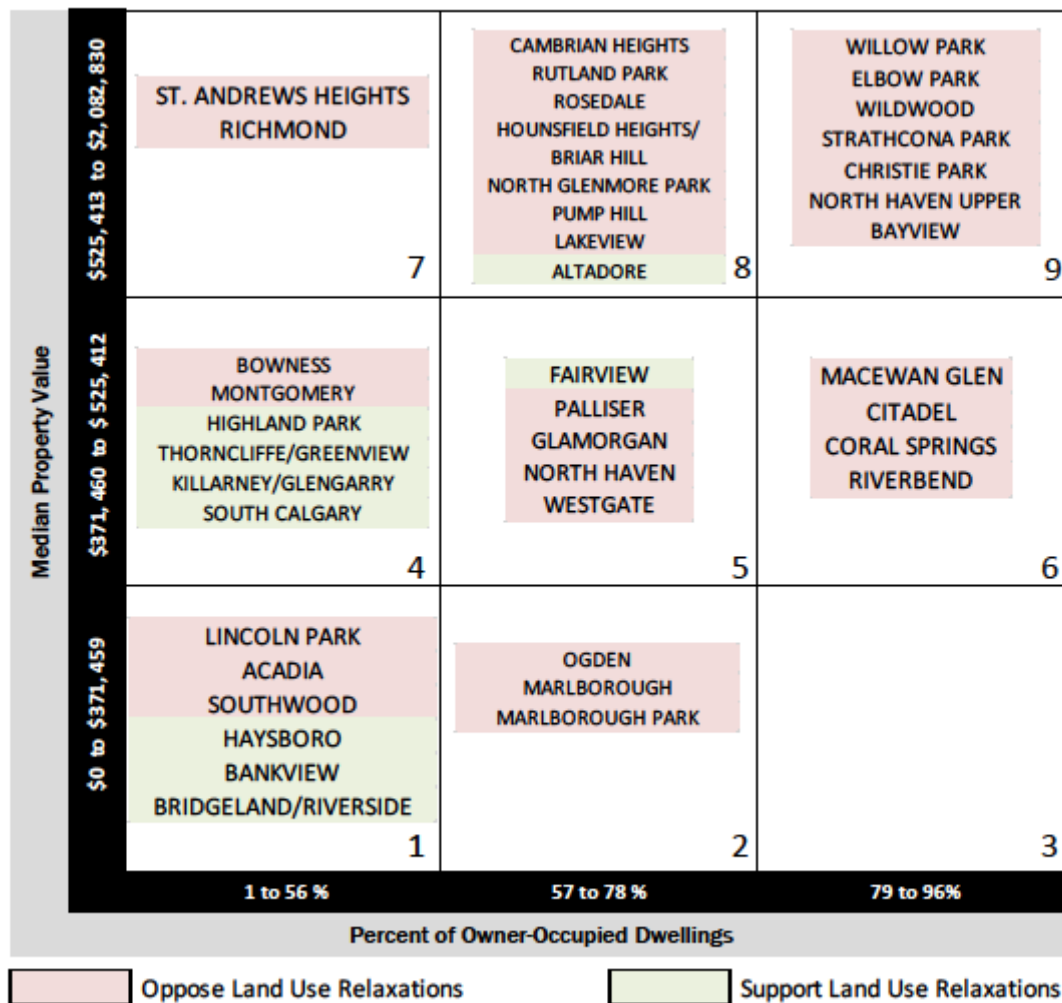 Median Property Value
$525, 413 to $2, 082, 830
ST. ANDREWS HEIGHTS
RICHMOND
7
CAMBRIAN HEIGHTS
RUTLAND PARK
ROSEDALE
HOUNSFIELD HEIGHTS/
BRIAR HILL
NORTH GLENMORE PARK
PUMP HILL
LAKEVIEW
ALTADORE
8
WILLOW PARK
ELBOW PARK
WILDWOOD
STRATHCONA PARK
CHRISTIE PARK
NORTH HAVEN UPPER
BAYVIEW
9
$371, 460 to $ 525, 412
BOWNESS
MONTGOMERY
HIGHLAND PARK
THORNCLIFFE/GREENVIEW
KILLARNEY/GLENGARRY
SOUTH CALGARY
4
FAIRVIEW
PALLISER
GLAMORGAN
NORTH HAVEN
WESTGATE
5
MACEWAN GLEN
CITADEL
CORAL SPRINGS
RIVERBEND
6
$0 to $371, 459
LINCOLN PARK
ACADIA
SOUTHWOOD
HAYSBORO
BANKVIEW
BRIDGELAND/RIVERSIDE
1
OGDEN
MARLBOROUGH
MARLBOROUGH PARK
2
3
1 to 56 %
57 to 78 %
79 to 96%
Percent of Owner-Occupied Dwellings
Oppose Land Use Relaxations
Support Land Use Relaxations